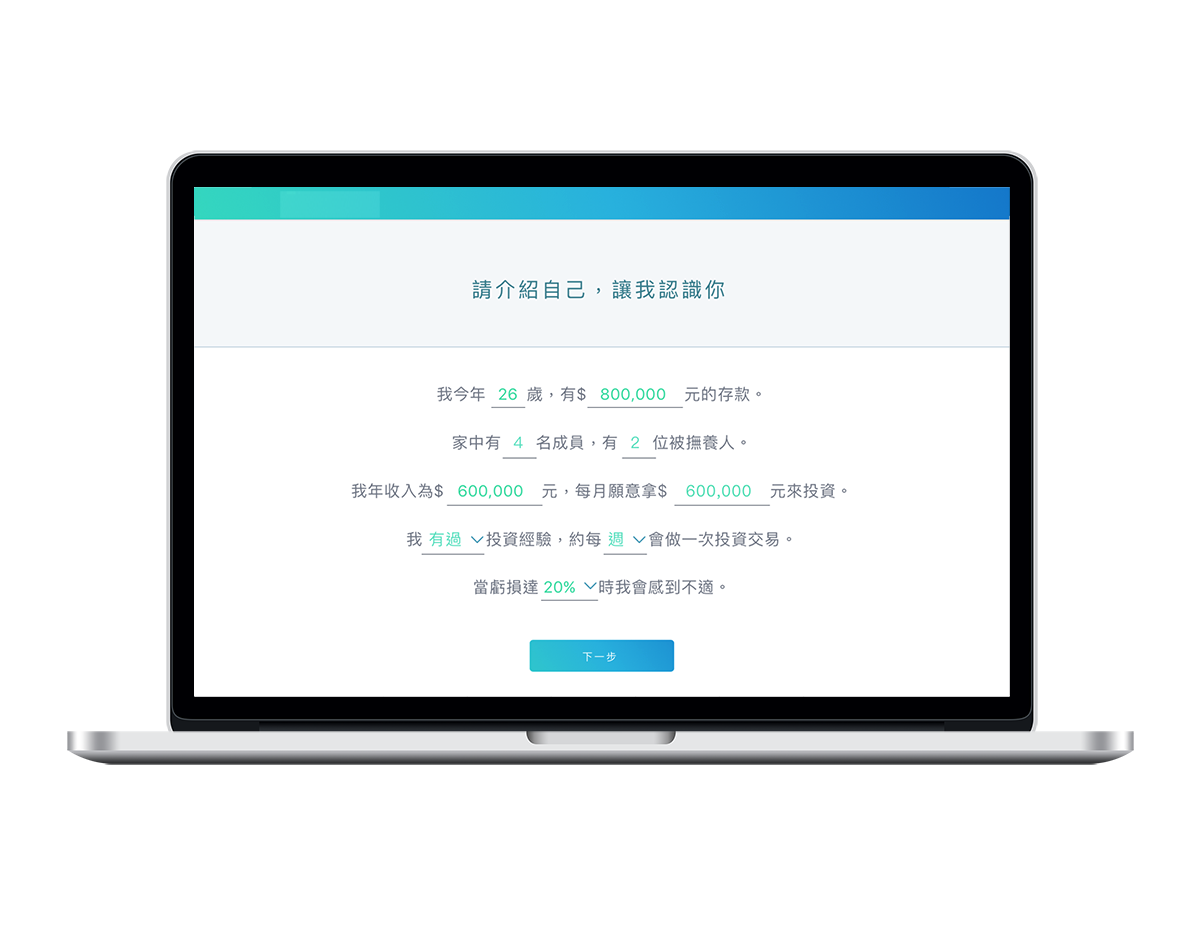 請介紹自己，讓我認識你
我今年 26 歲，有$ 800,000 元的存款。
家中有 4 名成員，有 2 位被撫養人。
我年收入為$ 600,000 元，每月願意拿$ 600,000 元來投資。
我 有過 投資經驗，約每 週 會做一次投資交易。
當虧損達 20% 時我會感到不適。
下一步